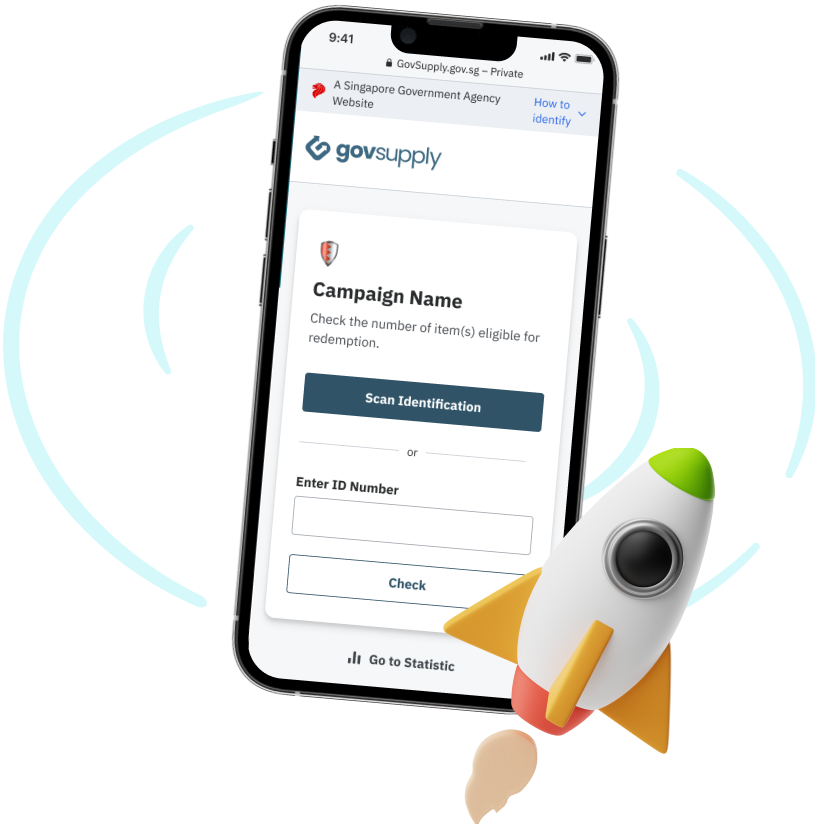 9:41
GovSupply.gov.sg – Private
A Singapore Government Agency
Website
How to
identify
govsupply
Campaign Name
Check the number of item(s) eligible for
redemption.
Scan Identification
or
Enter ID Number
Check
Go to Statistic